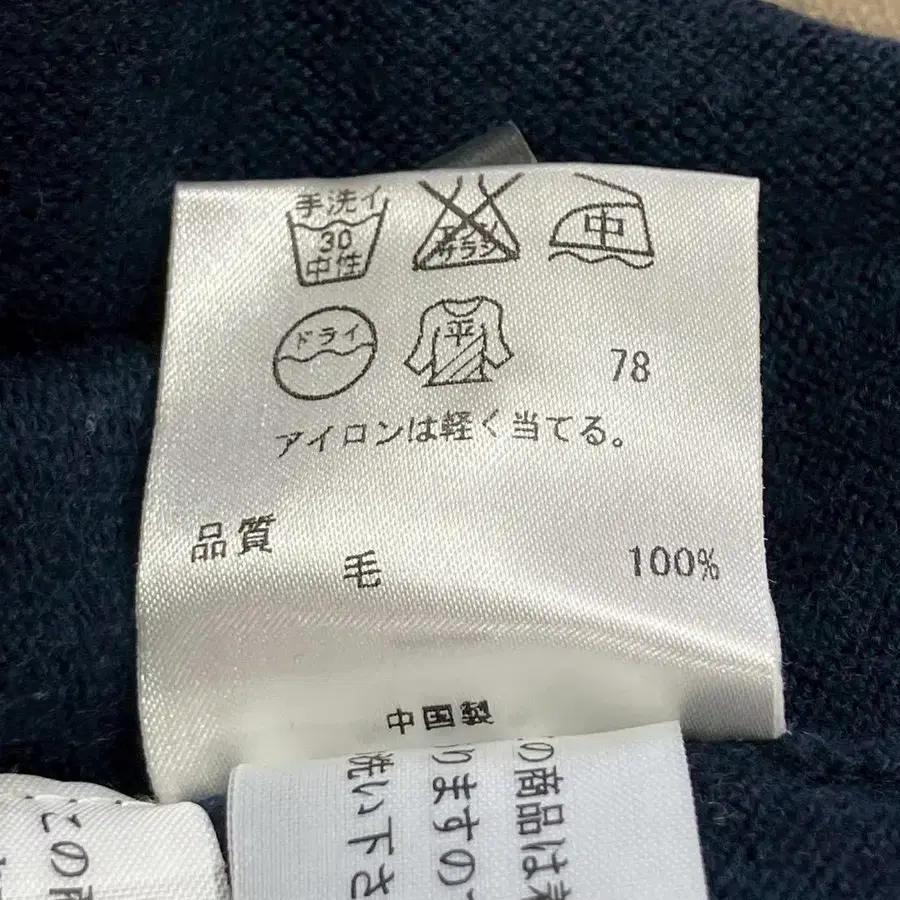 手洗イ
30
中性
エンソ
サラシ
中
ドライ
平
78
アイロンは軽く当てる。
品質
毛 100%
中国製
の商品は
りますの
洗い下さ
この商